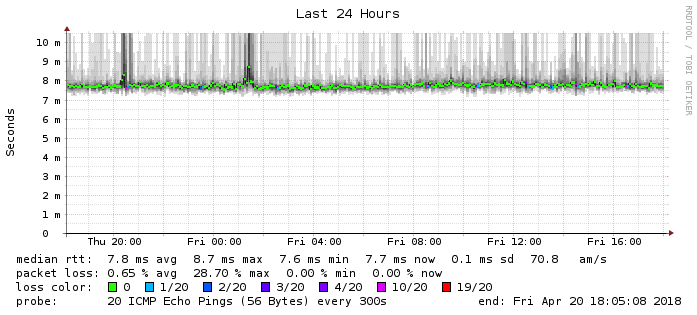 Last 24 Hours
RRDTOOL / TOBI OETIKER
Seconds
10 m
9 m
8 m
7 m
6 m
5 m
4 m
3 m
2 m
1 m
0
Thu 20:00 Fri 00:00 Fri 04:00 Fri 08:00 Fri 12:00 Fri 16:00
median rtt: 7.8 ms avg 8.7 ms max 7.6 ms min 7.7 ms now 0.1 ms sd 70.8 am/s
packet loss: 0.65 % avg 28.70 % max 0.00 % min 0.00 % now
loss color: 0 1/20 2/20 3/20 4/20 10/20 19/20
probe: 20 ICMP Echo Pings (56 Bytes) every 300s end: Fri Apr 20 18:05:08 2018